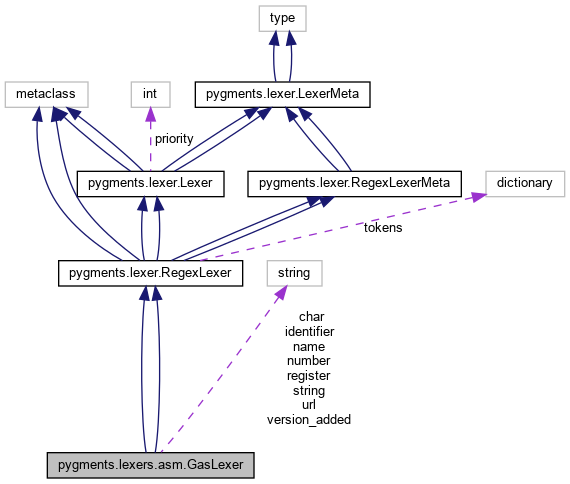 type
metaclass
int
pygments.lexer.LexerMeta
priority
pygments.lexer.Lexer
pygments.lexer.RegexLexerMeta
dictionary
tokens
pygments.lexer.RegexLexer
string
char
identifier
name
number
register
string
url
version_added
pygments.lexers.asm.GasLexer